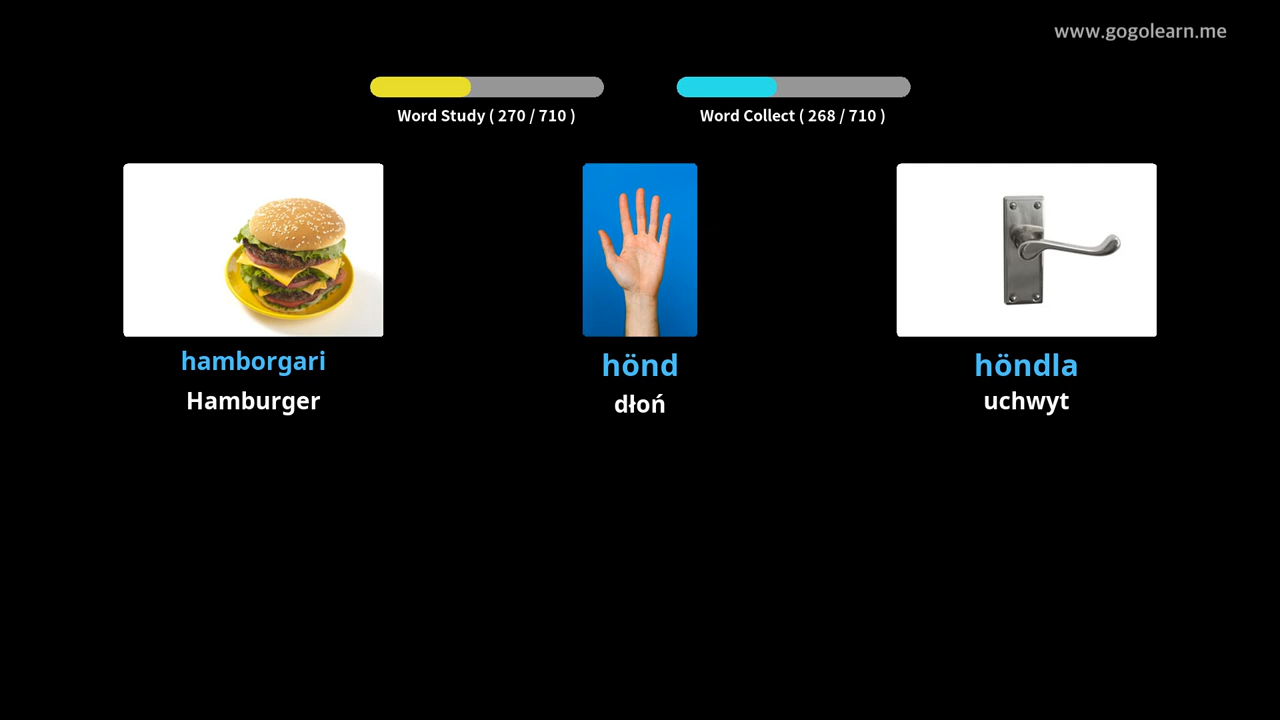 www.gogolearn.me
Word Study ( 270 / 710 )
Word Collect ( 268 / 710 )
hamborgari
Hamburger
hönd
dłoń
höndla
uchwyt